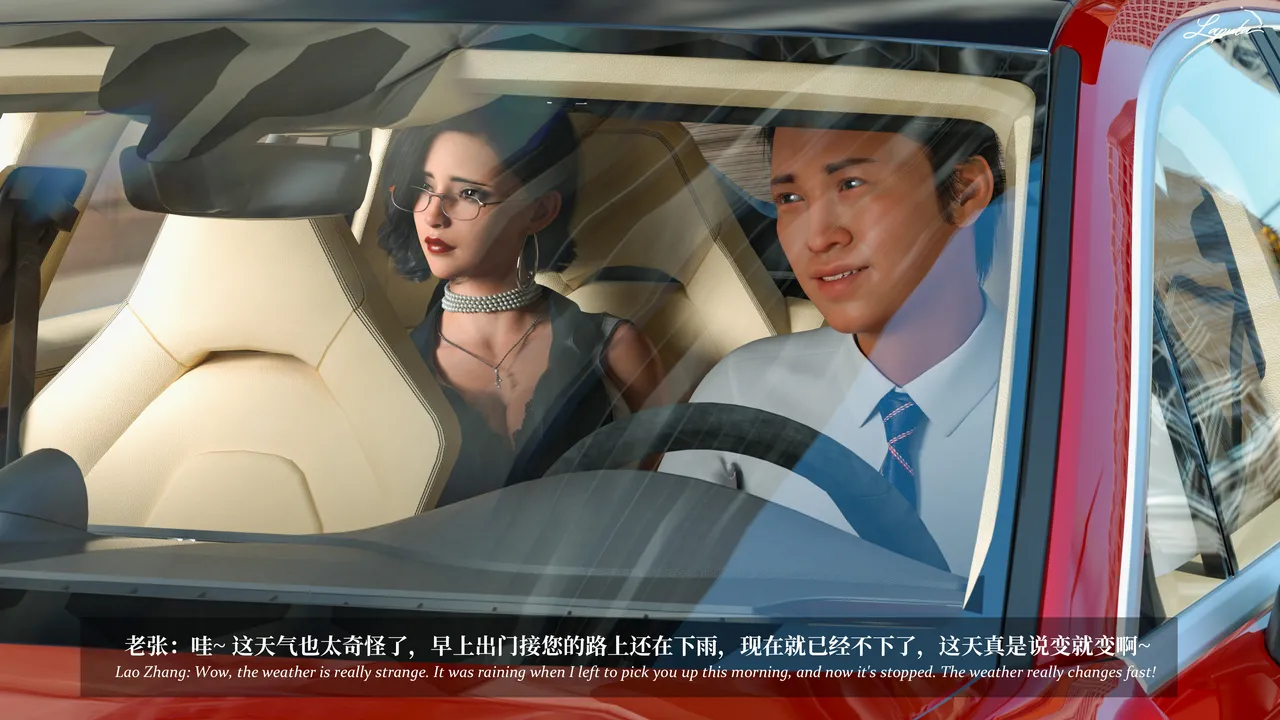 老张：哇~ 这天气也太奇怪了，早上出门接您的路上还在下雨，现在就已经不下了，这天真是说变就变啊~
Lao Zhang: Wow, the weather is really strange. It was raining when I left to pick you up this morning, and now it's stopped. The weather really changes fast!